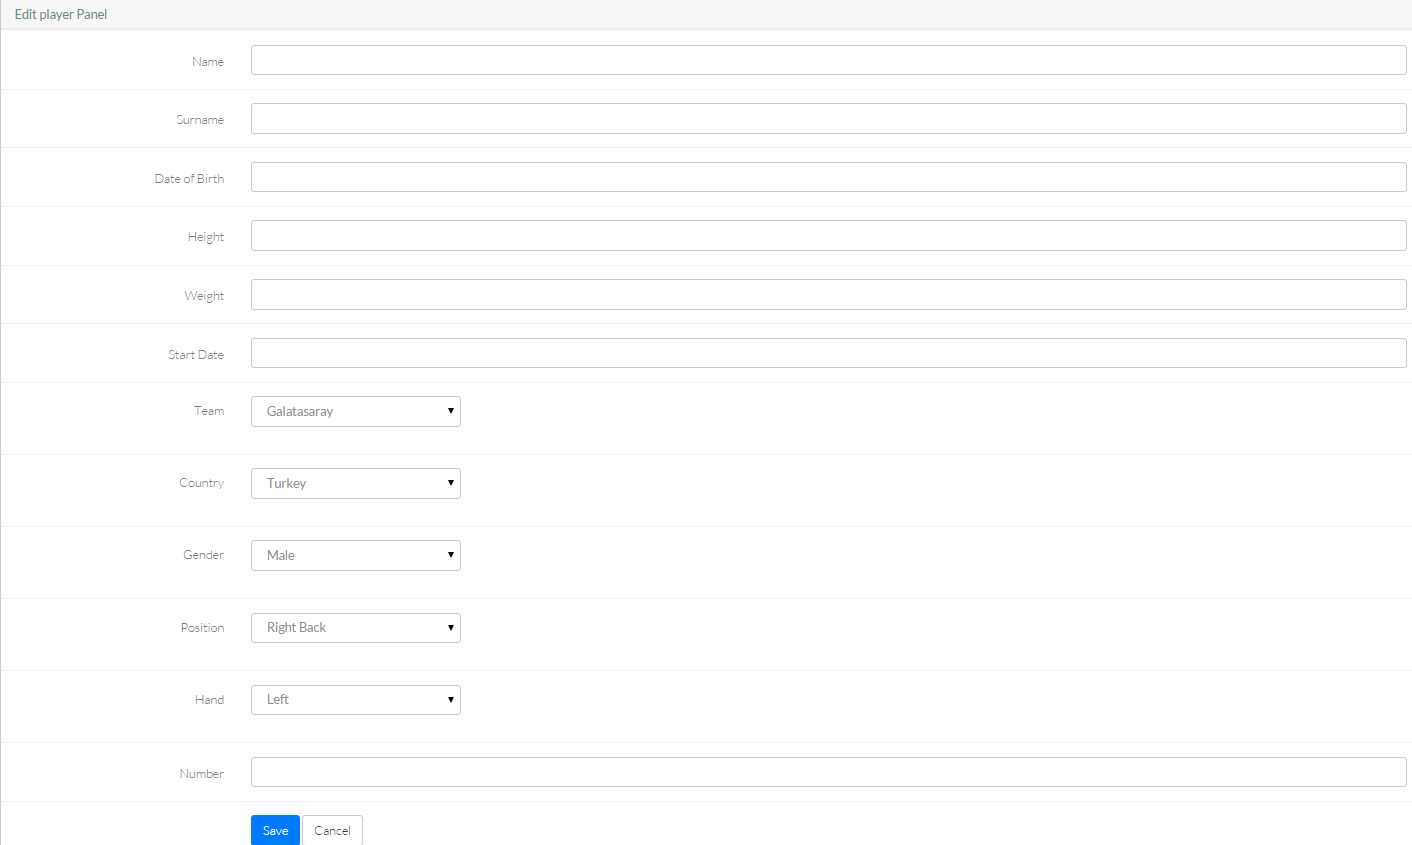 Edit player Panel
Name
Surname
Date of Birth
Height
Weight
Start Date
Team Galatasaray
Country Turkey
Gender Male
Position Right Back
Hand Left
Number
Save Cancel